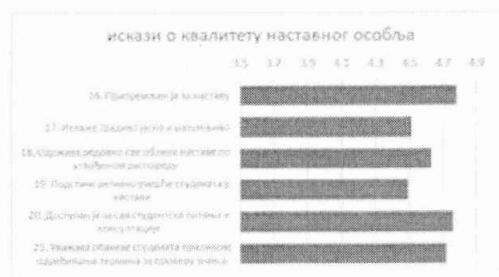 искази о квалитету наставног особља
3.5 3.7 3.9 4.1 4.3 4.5 4.7 4.9
16. Припремљен је за наставу
17. Излаже градиво јасно и разумљиво
18. Одржава редовно све облике наставе по
утврђеном распореду
19. Подстиче активно учешће студената у
настави
20. Доступан је за сва студентска питања и
консултације
21. Уважава обавезе студената приликом
одређивања термина за проверу знања